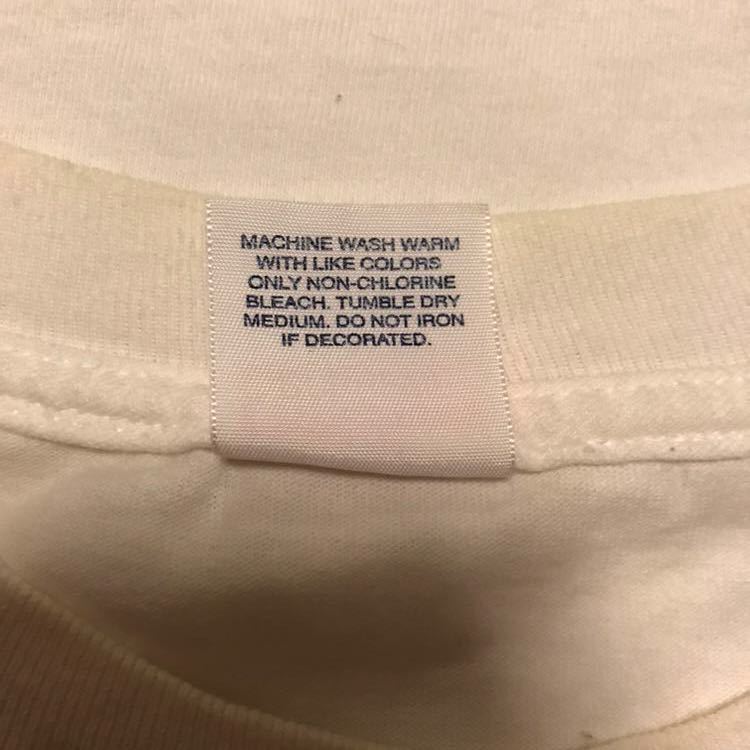 MACHINE WASH WARM
WITH LIKE COLORS
ONLY NON-CHLORINE
BLEACH. TUMBLE DRY
MEDIUM. DO NOT IRON
IF DECORATED.